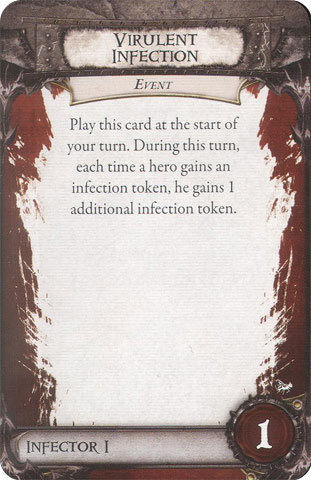 Virulent
Infection
Event
Play this card at the start of
your turn. During this turn,
each time a hero gains an
infection token, he gains 1
additional infection token.
Infector I
1